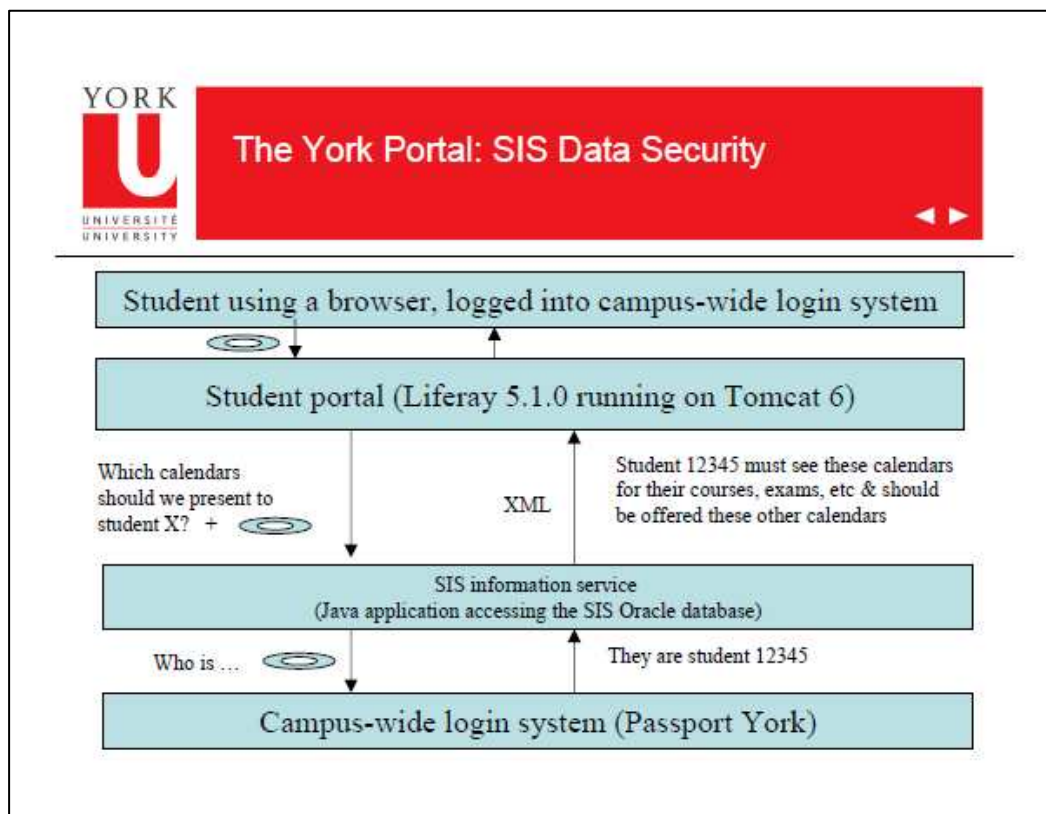 YORK
U
UNIVERSITÉ
UNIVERSITY
The York Portal: SIS Data Security
Student using a browser, logged into campus-wide login system
Student portal (Liferay 5.1.0 running on Tomcat 6)
Which calendars
should we present to
student X? +
XML
Student 12345 must see these calendars
for their courses, exams, etc & should
be offered these other calendars
SIS information service
(Java application accessing the SIS Oracle database)
Who is …
They are student 12345
Campus-wide login system (Passport York)